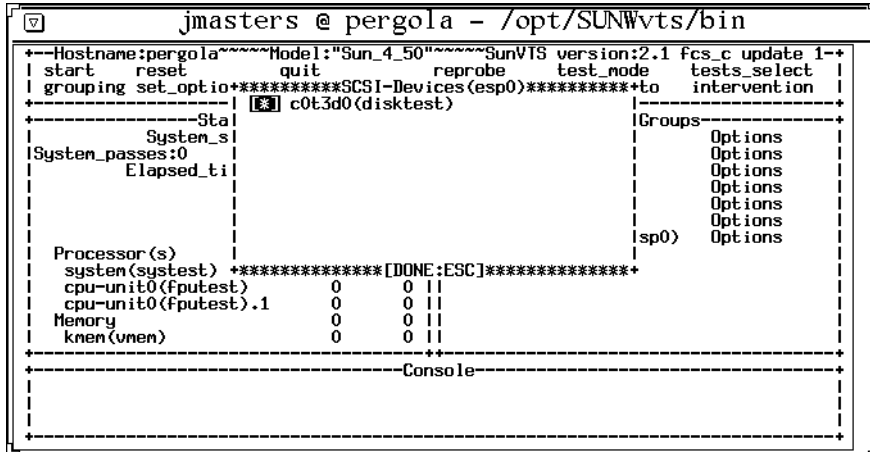 jmasters @ pergola - /opt/SUNWvts/bin
+--Hostname:pergola~~~~~Model:"Sun_4_50"~~~~~SunVTS version:2.1 fcs_c update 1-+
start reset quit reprobe test_mode tests_select
grouping set_optio+**********SCSI-Devices(esp0)**********+to intervention
[*] c0t3d0(disktest)
Sta Groups
System_s Options
System_passes:0 Options
Elapsed_ti Options
Options
Options
Options
sp0) Options
Processor(s)
system(systest) +**************[DONE:ESC]**************+
cpu-unit0(fputest) 0 0
cpu-unit0(fputest).1 0 0
Memory 0 0
kmem(vmem) 0 0
Console